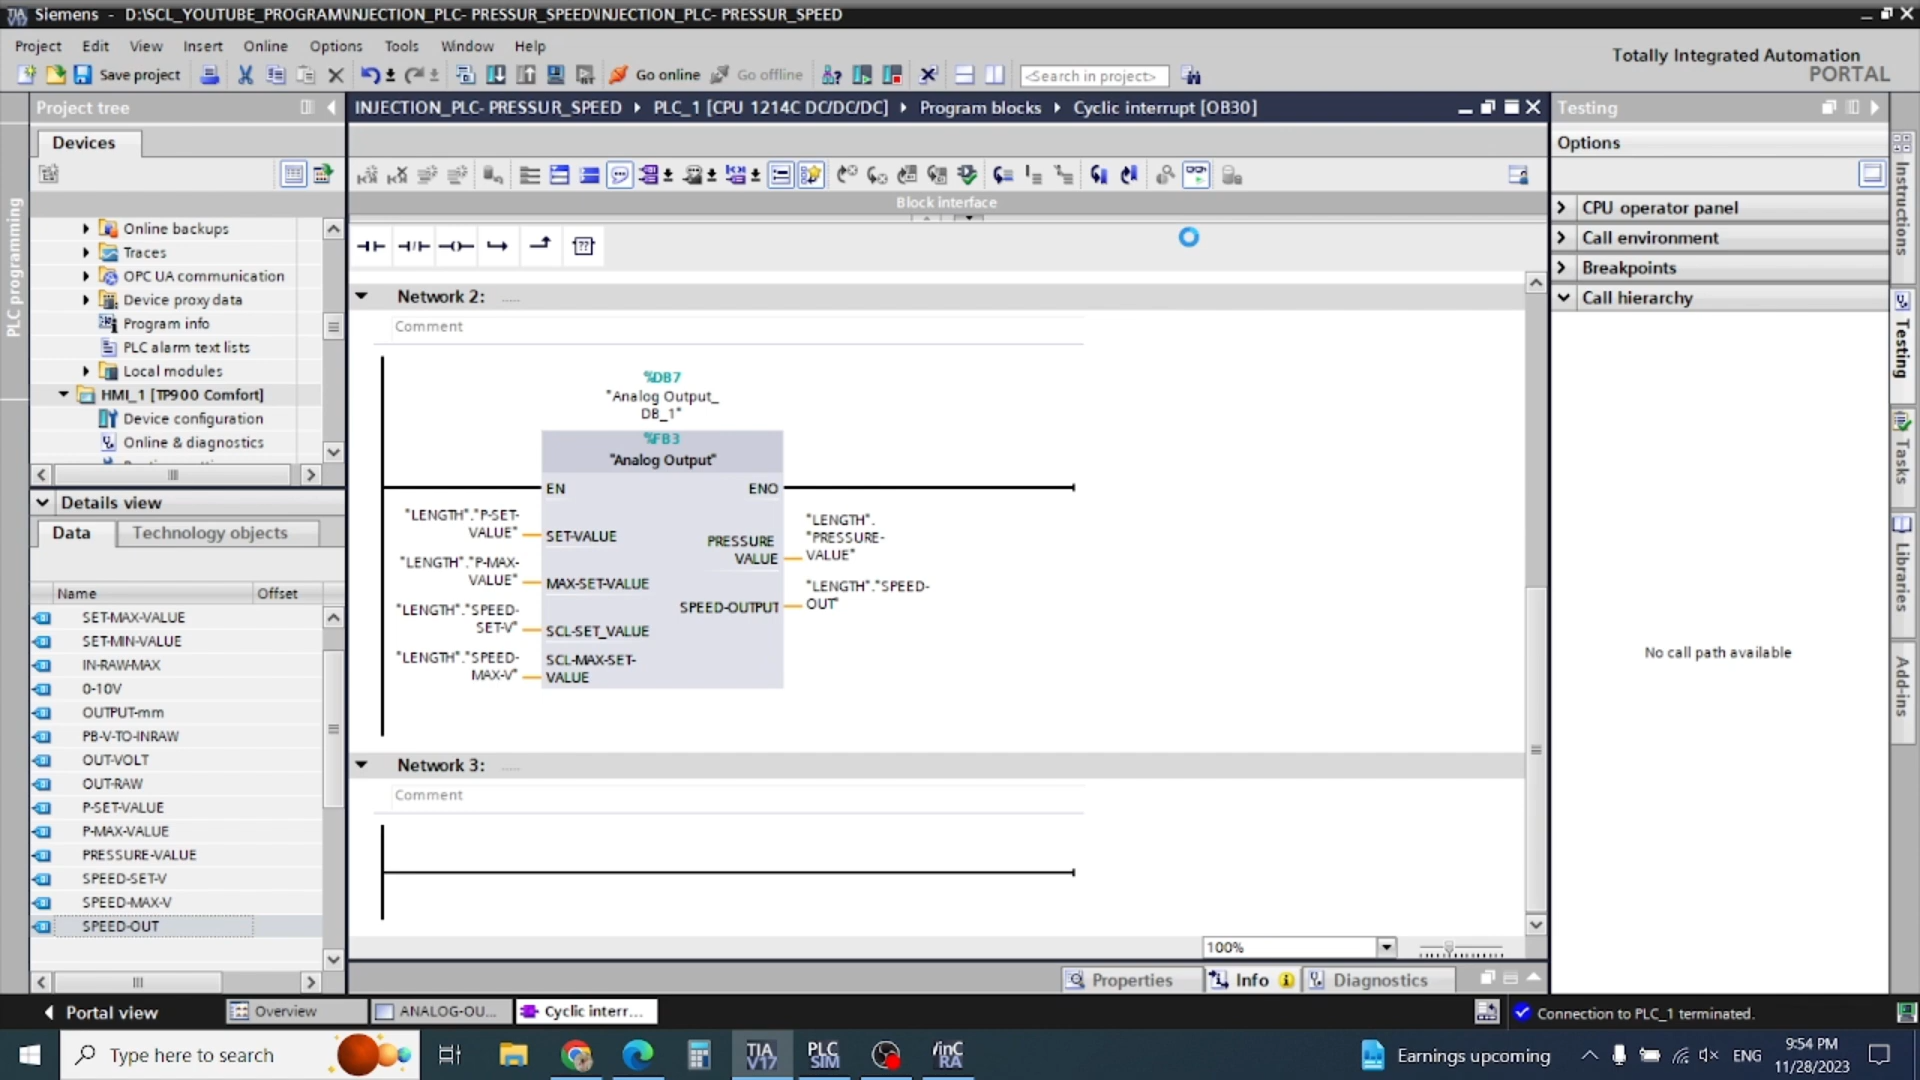 Siemens - D:\SCL_YOUTUBE_PROGRAM\INJECTION_PLC- PRESSUR_SPEED\INJECTION_PLC- PRESSUR_SPEED
Project Edit View Insert Online Options Tools Window Help
Totally Integrated Automation
PORTAL
Save project
Go online
Go offline
<Search in project>
Project tree
INJECTION_PLC- PRESSUR_SPEED PLC_1 [CPU 1214C DC/DC/DC] Program blocks Cyclic interrupt [OB30]
Testing
Devices
Options
PLC programming
Block interface
CPU operator panel
Call environment
Breakpoints
Call hierarchy
No call path available
Instructions
Testing
Tasks
Libraries
Add-ins
Online backups
Traces
OPC UA communication
Device proxy data
Program info
PLC alarm text lists
Local modules
HMI_1 [TP900 Comfort]
Device configuration
Online & diagnostics
Details view
Data Technology objects
Name Offset
SET-MAX-VALUE
SET-MIN-VALUE
IN-RAW-MAX
0-10V
OUTPUT-mm
PB-V-TO-INRAW
OUT-VOLT
OUT-RAW
P-SET-VALUE
P-MAX-VALUE
PRESSURE-VALUE
SPEED-SET-V
SPEED-MAX-V
SPEED-OUT
??
Network 2: .....
Comment
%DB7
"Analog Output_
DB_1"
%FB3
"Analog Output"
EN ENO
"LENGTH"."P-SET-
VALUE" SET-VALUE
"LENGTH"."P-MAX-
VALUE" MAX-SET-VALUE
"LENGTH"."SPEED-
SET-V" SCL-SET_VALUE
"LENGTH"."SPEED-
MAX-V" SCL-MAX-SET-
VALUE
PRESSURE
VALUE
"LENGTH".
"PRESSURE-
VALUE"
SPEED-OUTPUT
"LENGTH"."SPEED-
OUT"
Network 3: .....
Comment
100%
Properties Info Diagnostics
Portal view
Overview
ANALOG-OU...
Cyclic interr...
Connection to PLC_1 terminated.
Type here to search
TIA
V17
PLC
SIM
Earnings upcoming
ENG
9:54 PM
11/28/2023